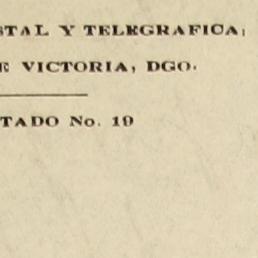 STAL Y TELEGRAFICA;
E VICTORIA, DGO.
TADO No. 19